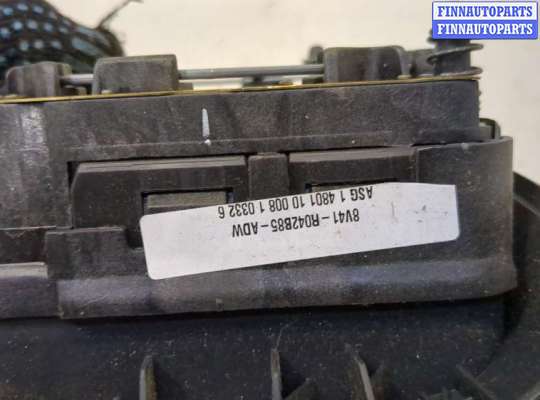 FINNAUTOPARTS
FINNAUTOPARTS
8V41-R042B85-ADW
ASG 1 4801 10 008 1 0332 6